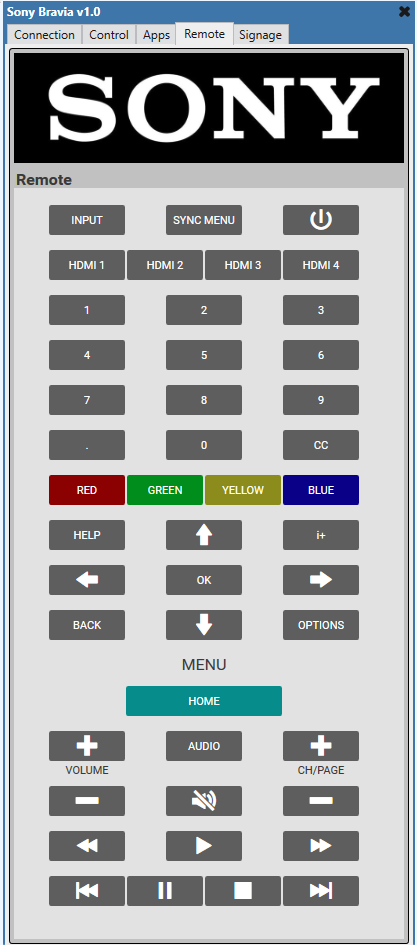 Sony Bravia v1.0
Connection Control Apps Remote Signage
SONY
Remote
INPUT SYNC MENU
HDMI 1 HDMI 2 HDMI 3 HDMI 4
1 2 3
4 5 6
7 8 9
. 0 CC
RED GREEN YELLOW BLUE
HELP i+
OK
BACK OPTIONS
MENU
HOME
AUDIO
VOLUME CH/PAGE